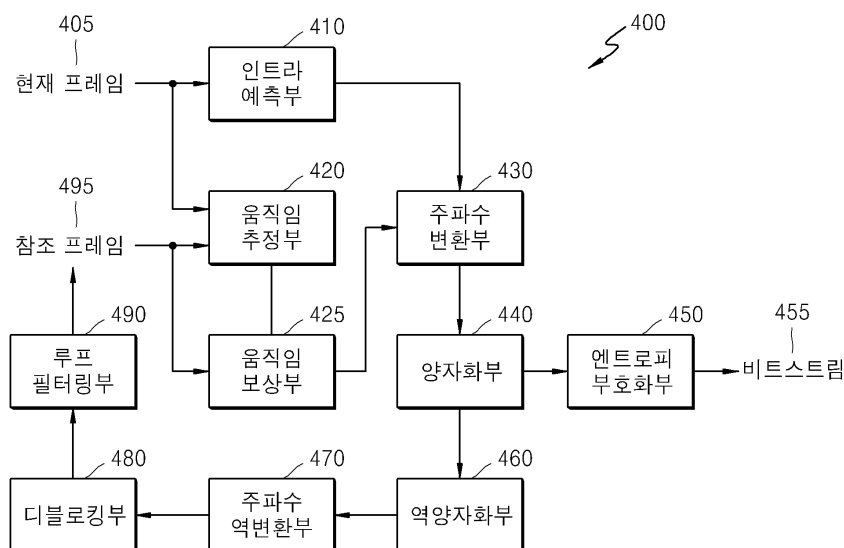 405
현재 프레임
410
인트라
예측부
400
495
참조 프레임
420
움직임
추정부
430
주파수
변환부
490
루프
필터링부
425
움직임
보상부
440
양자화부
450
엔트로피
부호화부
455
비트스트림
480
디블로킹부
470
주파수
역변환부
460
역양자화부